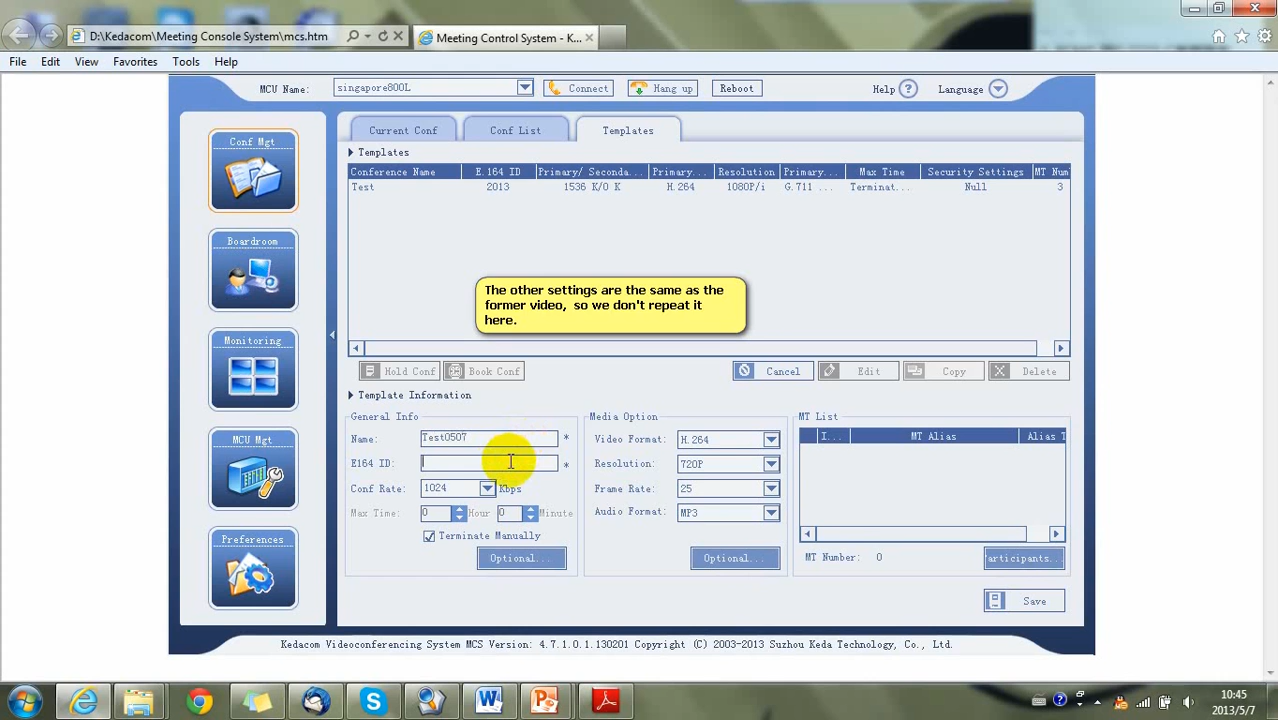 D:\Kedacom\Meeting Console System\mcs.htm
Meeting Control System - K...
File Edit View Favorites Tools Help
MCU Name: singapore800L Connect Hang up Reboot Help ? Language
Conf Mgt
Boardroom
Monitoring
MCU Mgt
Preferences
Current Conf Conf List Templates
Templates
Conference Name E.164 ID Primary/ Seconda... Primary... Resolution Primary... Max Time Security Settings MT Num
Test 2013 1536 K/0 K H.264 1080P/i G.711 ... Terminat... Null 3
The other settings are the same as the
former video, so we don't repeat it
here.
Hold Conf Book Conf Cancel Edit Copy Delete
Template Information
General Info
Name: Test0507 *
E164 ID: *
Conf Rate: 1024 Kbps
Max Time: 0 Hour 0 Minute
Terminate Manually
Optional...
Media Option
Video Format: H.264
Resolution: 720P
Frame Rate: 25
Audio Format: MP3
Optional...
MT List
I... MT Alias Alias T
MT Number: 0 articipants...
Save
Kedacom Videoconferencing System MCS Version: 4.7.1.0.1.130201 Copyright (C) 2003-2013 Suzhou Keda Technology, Co., Ltd.
10:45
2013/5/7